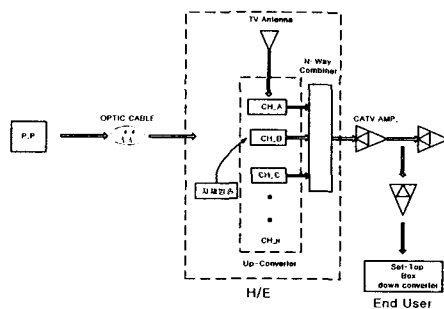 TV Antenna
N-Way
Combiner
OPTIC CABLE
P.P
CH_A
CH_B
CH_C
CATV AMP.
CH_N
Up-Converter
H/E
Set-Top
Box
down converter
End User